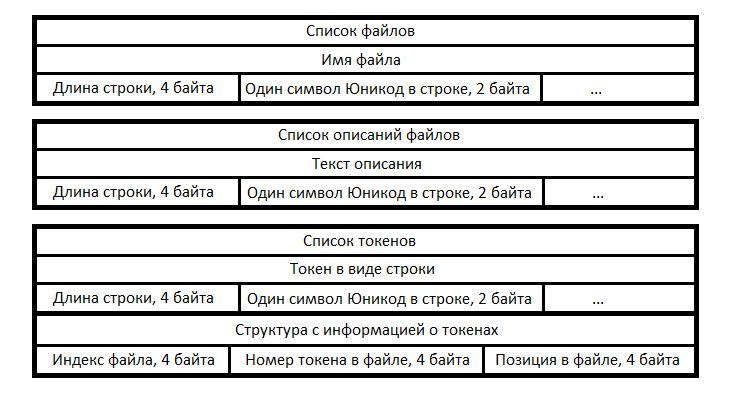 Список файлов
Имя файла
Длина строки, 4 байта Один символ Юникод в строке, 2 байта ...
Список описаний файлов
Текст описания
Длина строки, 4 байта Один символ Юникод в строке, 2 байта ...
Список токенов
Токен в виде строки
Длина строки, 4 байта Один символ Юникод в строке, 2 байта ...
Структура с информацией о токенах
Индекс файла, 4 байта Номер токена в файле, 4 байта Позиция в файле, 4 байта